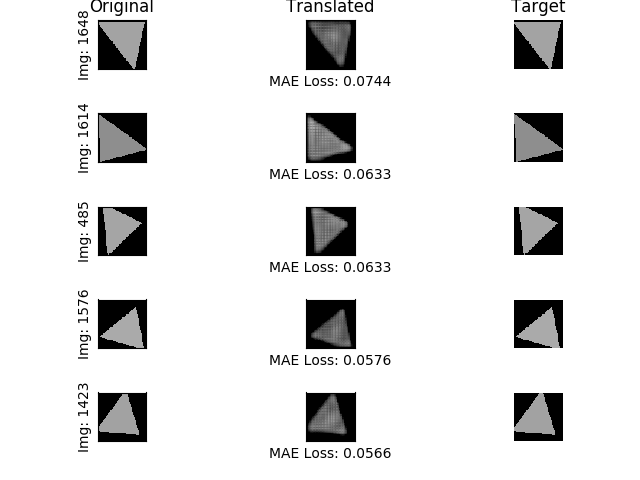 Original Translated Target
Img: 1648
MAE Loss: 0.0744
Img: 1614
MAE Loss: 0.0633
Img: 485
MAE Loss: 0.0633
Img: 1576
MAE Loss: 0.0576
Img: 1423
MAE Loss: 0.0566